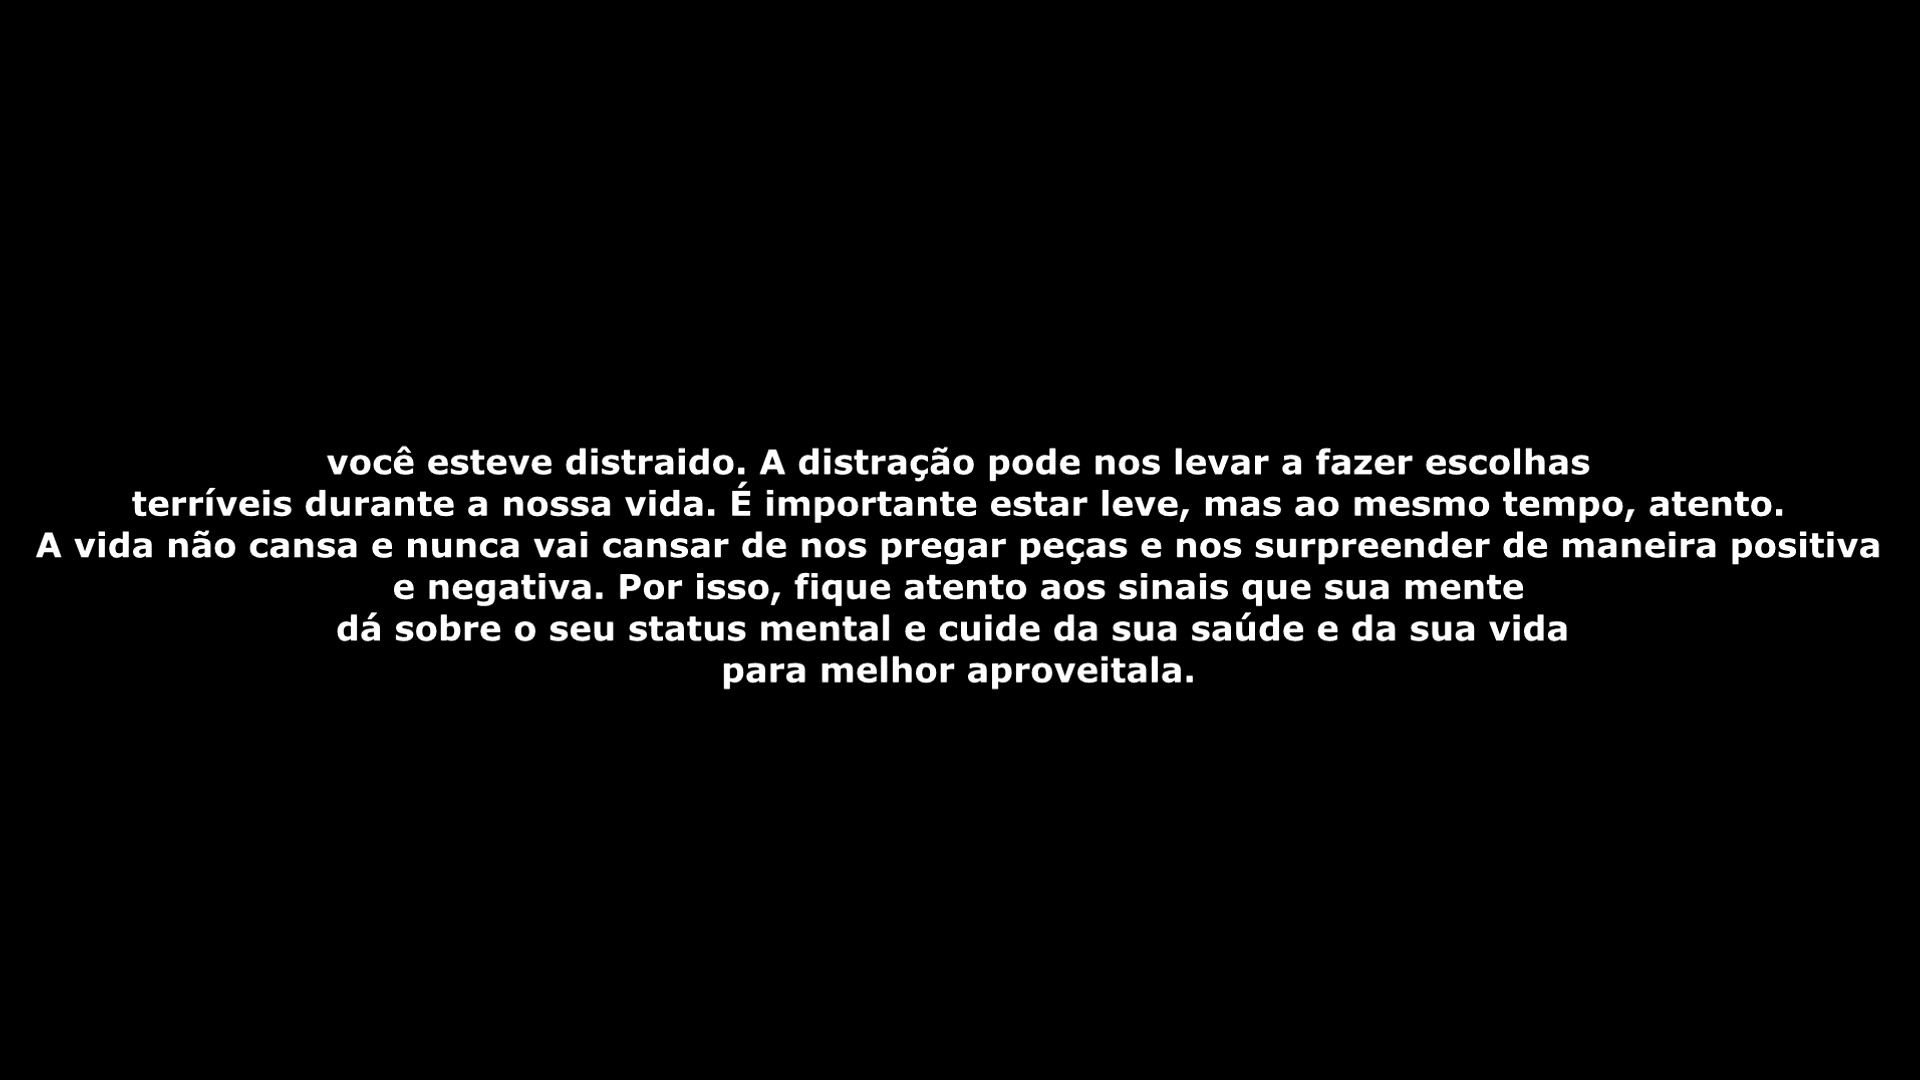 você esteve distraido. A distração pode nos levar a fazer escolhas
terríveis durante a nossa vida. É importante estar leve, mas ao mesmo tempo, atento.
A vida não cansa e nunca vai cansar de nos pregar peças e nos surpreender de maneira positiva
e negativa. Por isso, fique atento aos sinais que sua mente
dá sobre o seu status mental e cuide da sua saúde e da sua vida
para melhor aproveitala.